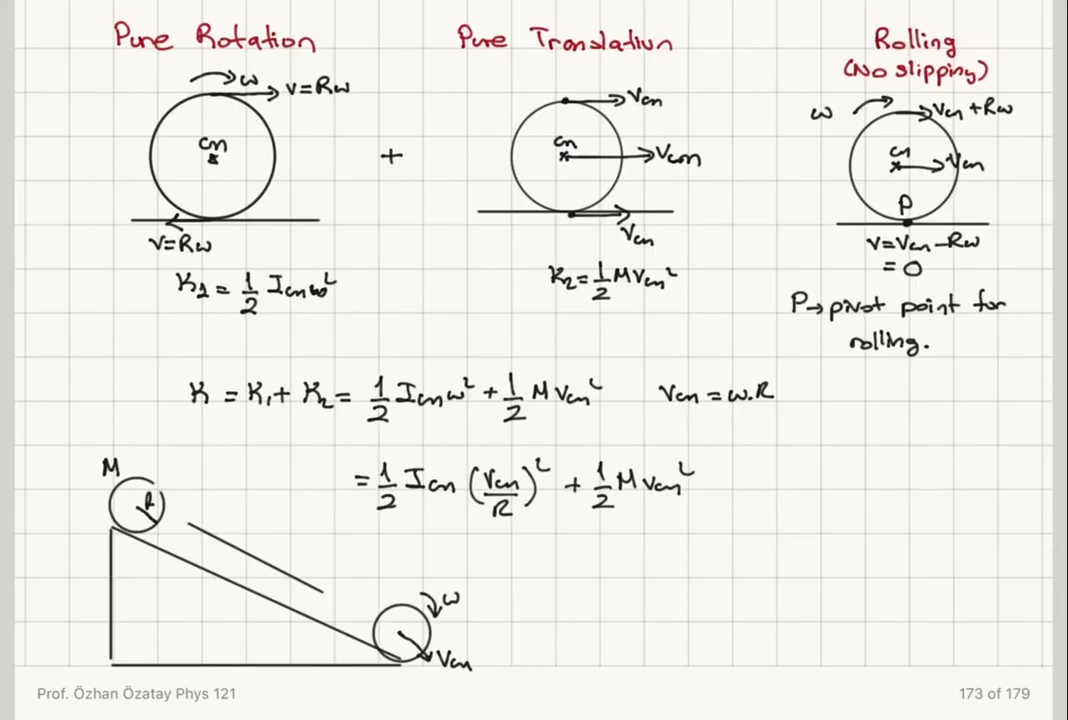 Pure Rotation
ω
v=Rω
cm
v=Rω
K₁ = 1/2 Icm ω²
+
Pure Translation
Vcm
cm
Vcm
Vcm
K₂ = 1/2 M Vcm²
Rolling
(No slipping)
ω
Vcm + Rω
cm
Vcm
P
v=Vcm-Rω
= 0
P→ pivot point for
rolling.
K = K₁ + K₂ = 1/2 Icm ω² + 1/2 M Vcm²
Vcm = ω.R
= 1/2 Icm (Vcm/R)² + 1/2 M Vcm²
M
R
ω
Vcm
Prof. Özhan Özatay Phys 121
173 of 179